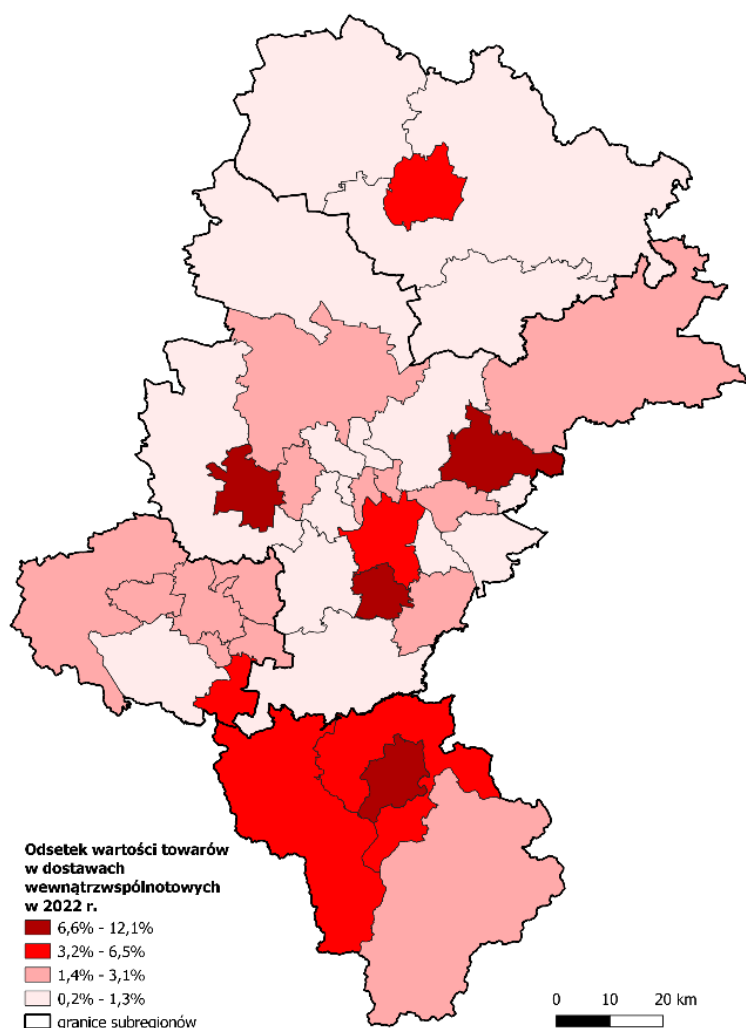 Odsetek wartości towarów
w dostawach
wewnątrzwspólnotowych
w 2022 r.
6,6% - 12,1%
3,2% - 6,5%
1,4% - 3,1%
0,2% - 1,3%
granice subregionów
0 10 20 km